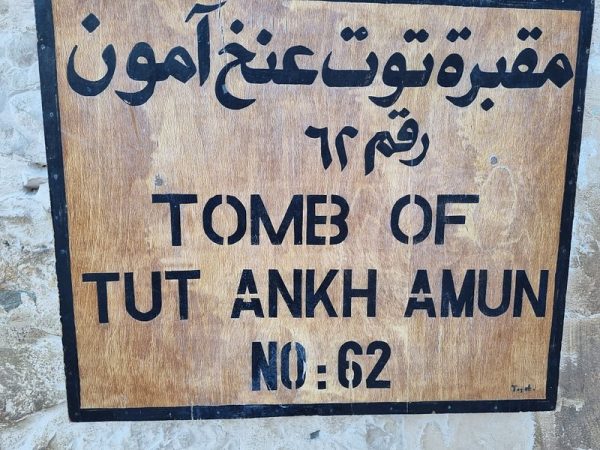 مقبرة توت عنخ آمون
رقم ٦٢
TOMB OF
TUT ANKH AMUN
NO: 62